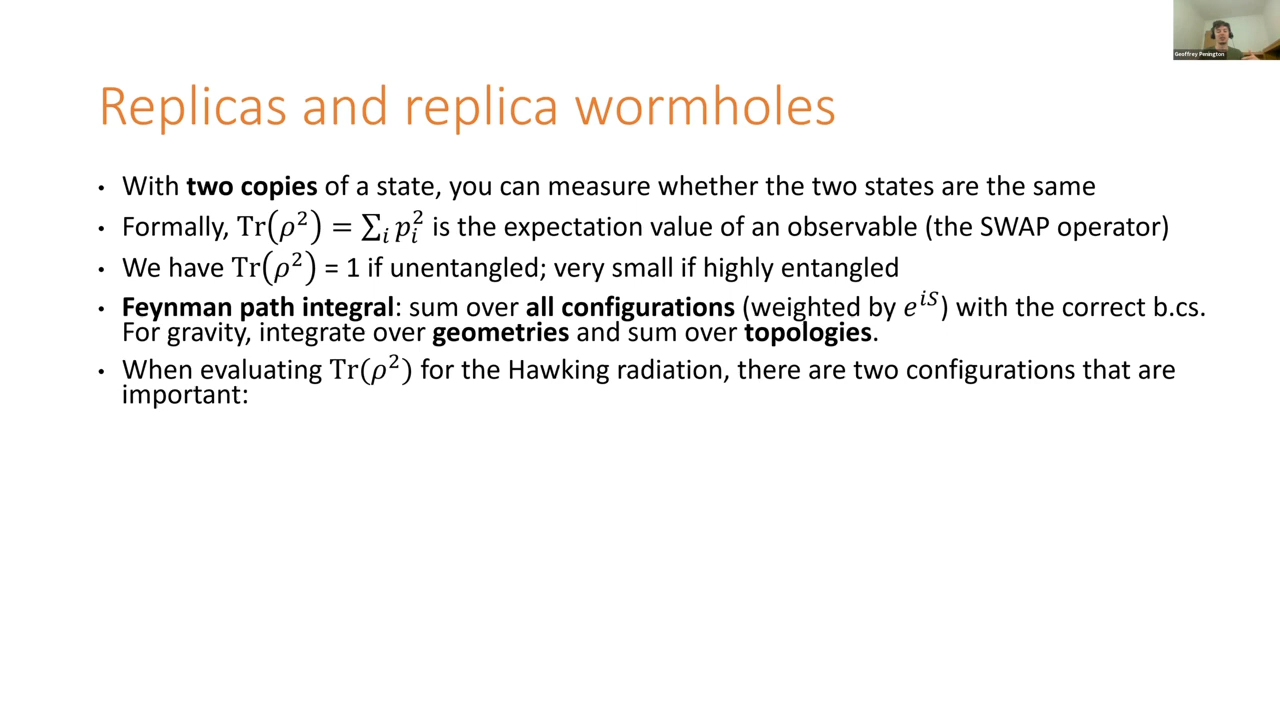 Geoffrey Penington
Replicas and replica wormholes
• With two copies of a state, you can measure whether the two states are the same
• Formally, Tr(ρ²) = ∑ᵢ pᵢ² is the expectation value of an observable (the SWAP operator)
• We have Tr(ρ²) = 1 if unentangled; very small if highly entangled
• Feynman path integral: sum over all configurations (weighted by eⁱˢ) with the correct b.cs.
For gravity, integrate over geometries and sum over topologies.
• When evaluating Tr(ρ²) for the Hawking radiation, there are two configurations that are
important: